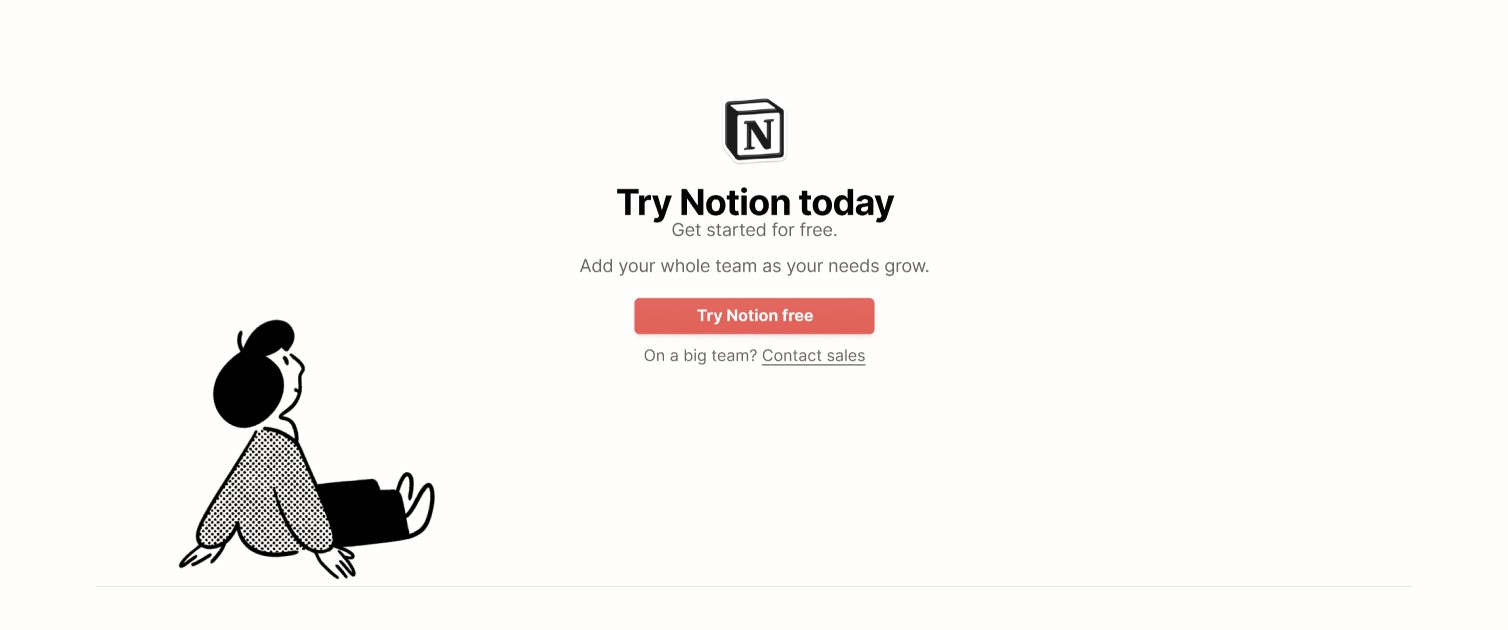 N
Try Notion today
Get started for free.
Add your whole team as your needs grow.
Try Notion free
On a big team? Contact sales